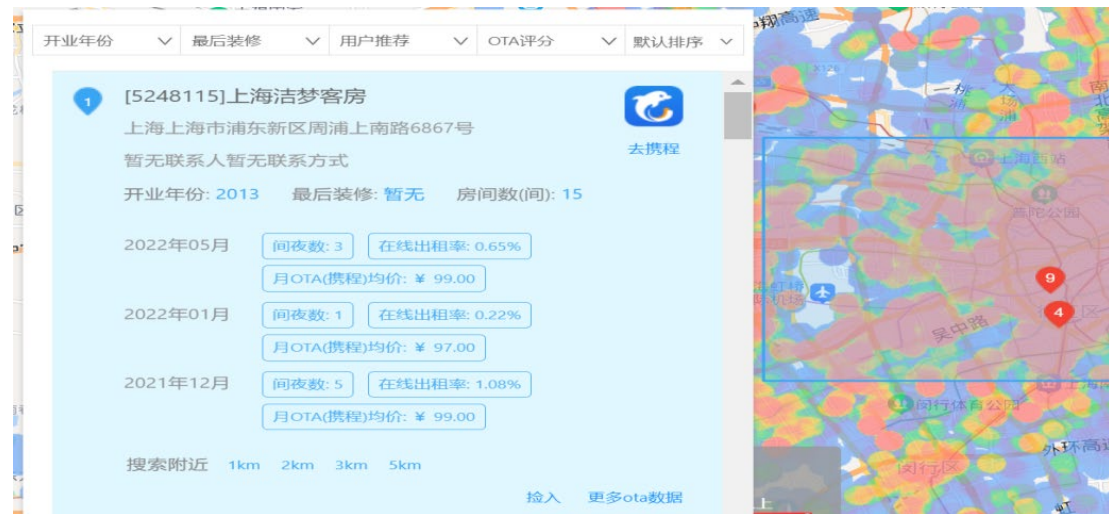 开业年份 最后装修 用户推荐 OTA评分 默认排序
1
[5248115]上海洁梦客房
上海上海市浦东新区周浦上南路6867号
去携程
暂无联系人暂无联系方式
开业年份: 2013 最后装修: 暂无 房间数(间): 15
2022年05月 间夜数: 3 在线出租率: 0.65%
月OTA(携程)均价: ¥ 99.00
2022年01月 间夜数: 1 在线出租率: 0.22%
月OTA(携程)均价: ¥ 97.00
2021年12月 间夜数: 5 在线出租率: 1.08%
月OTA(携程)均价: ¥ 99.00
搜索附近 1km 2km 3km 5km
捡入 更多ota数据
上海西站
普陀公园
9
4
吴中路
闵行体育公园
闵行区
上